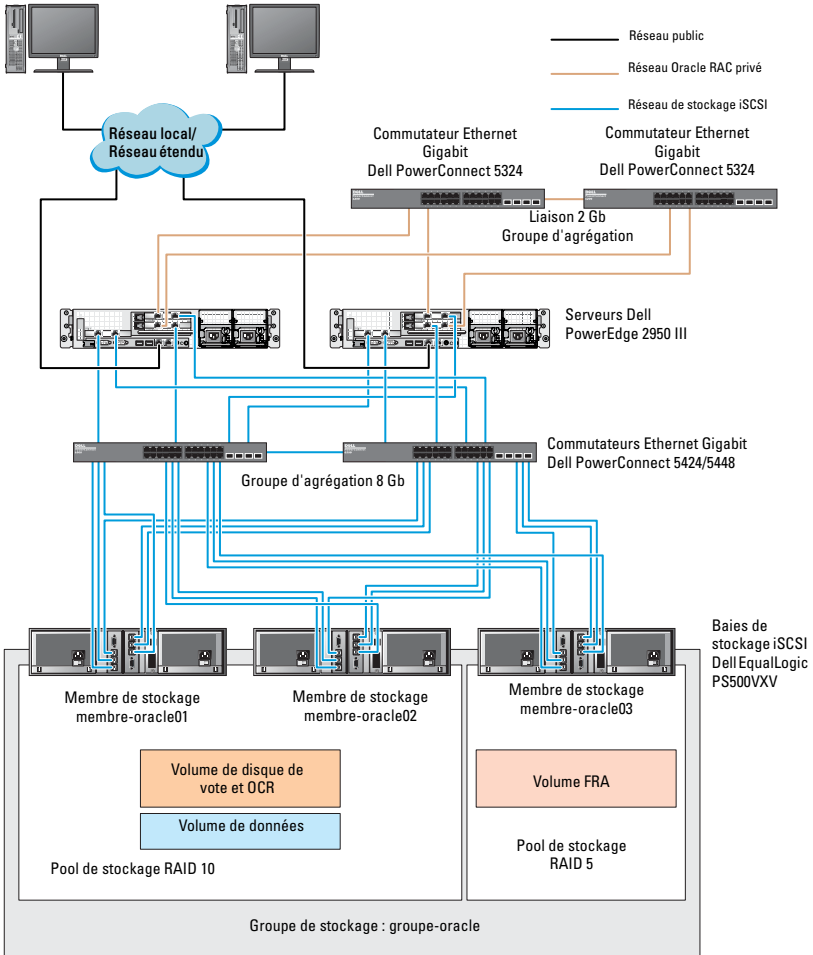 Réseau public
Réseau Oracle RAC privé
Réseau de stockage iSCSI
Réseau local/
Réseau étendu
Commutateur Ethernet
Gigabit
Dell PowerConnect 5324
Commutateur Ethernet
Gigabit
Dell PowerConnect 5324
Liaison 2 Gb
Groupe d'agrégation
Serveurs Dell
PowerEdge 2950 III
Commutateurs Ethernet Gigabit
Dell PowerConnect 5424/5448
Groupe d'agrégation 8 Gb
Baies de
stockage iSCSI
Dell EqualLogic
PS500VXV
Membre de stockage
membre-oracle01
Membre de stockage
membre-oracle02
Membre de stockage
membre-oracle03
Volume de disque de
vote et OCR
Volume de données
Volume FRA
Pool de stockage RAID 10
Pool de stockage
RAID 5
Groupe de stockage : groupe-oracle